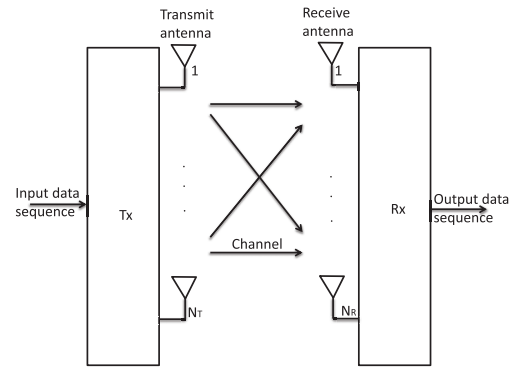 Transmit
antenna
Receive
antenna
1
1
Input data
sequence
Tx
Rx
Output data
sequence
Channel
NT
NR